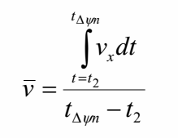 t_{Δψn}
∫ v_x dt
t=t_2
v̅ = ―――――
t_{Δψn} − t_2